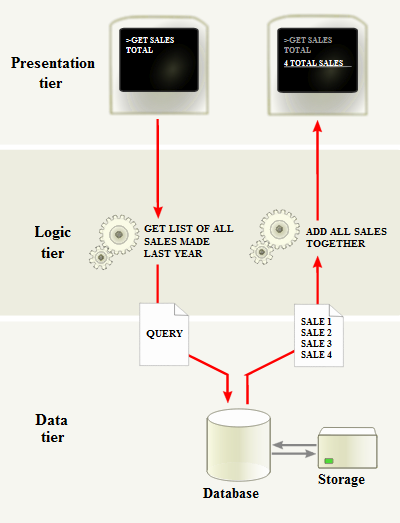 >GET SALES
TOTAL
>GET SALES
TOTAL
4 TOTAL SALES
Presentation
tier
Logic
tier
GET LIST OF ALL
SALES MADE
LAST YEAR
ADD ALL SALES
TOGETHER
QUERY
SALE 1
SALE 2
SALE 3
SALE 4
Data
tier
Database
Storage